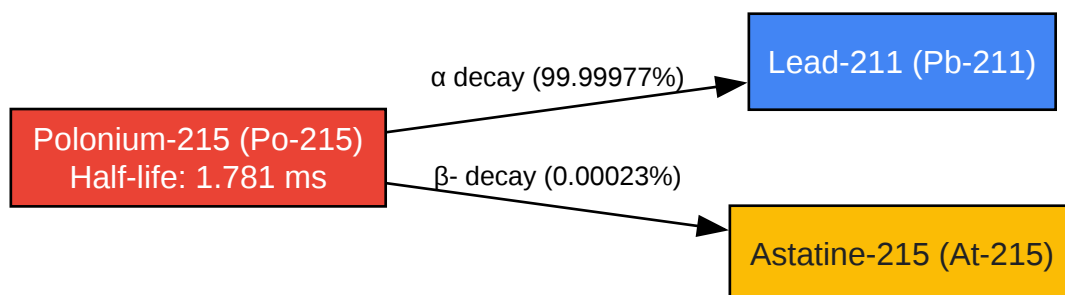 Polonium-215 (Po-215)
Half-life: 1.781 ms
α decay (99.99977%)
β- decay (0.00023%)
Lead-211 (Pb-211)
Astatine-215 (At-215)